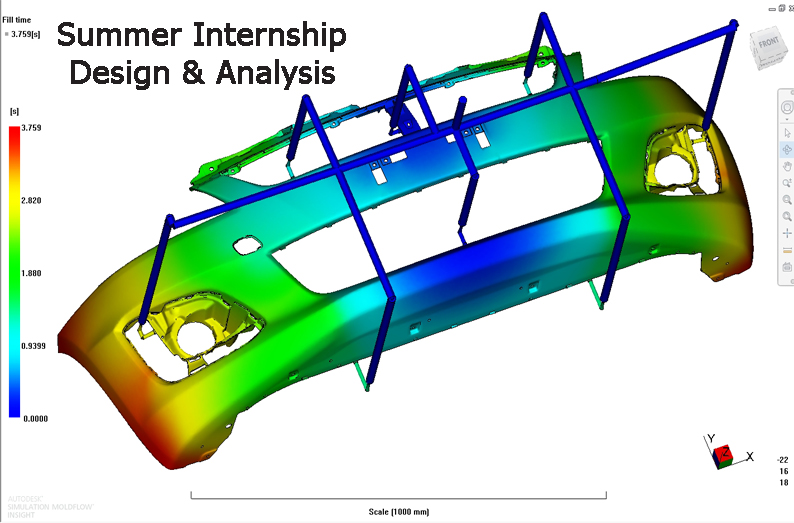 Fill time
= 3.759[s]
Summer Internship
Design & Analysis
FRONT
[s]
3.759
2.820
1.880
0.9399
0.0000
Y
X
Z
-22
16
18
Scale (1000 mm)
AUTODESK'
SIMULATION MOLDFLOW'
INSIGHT